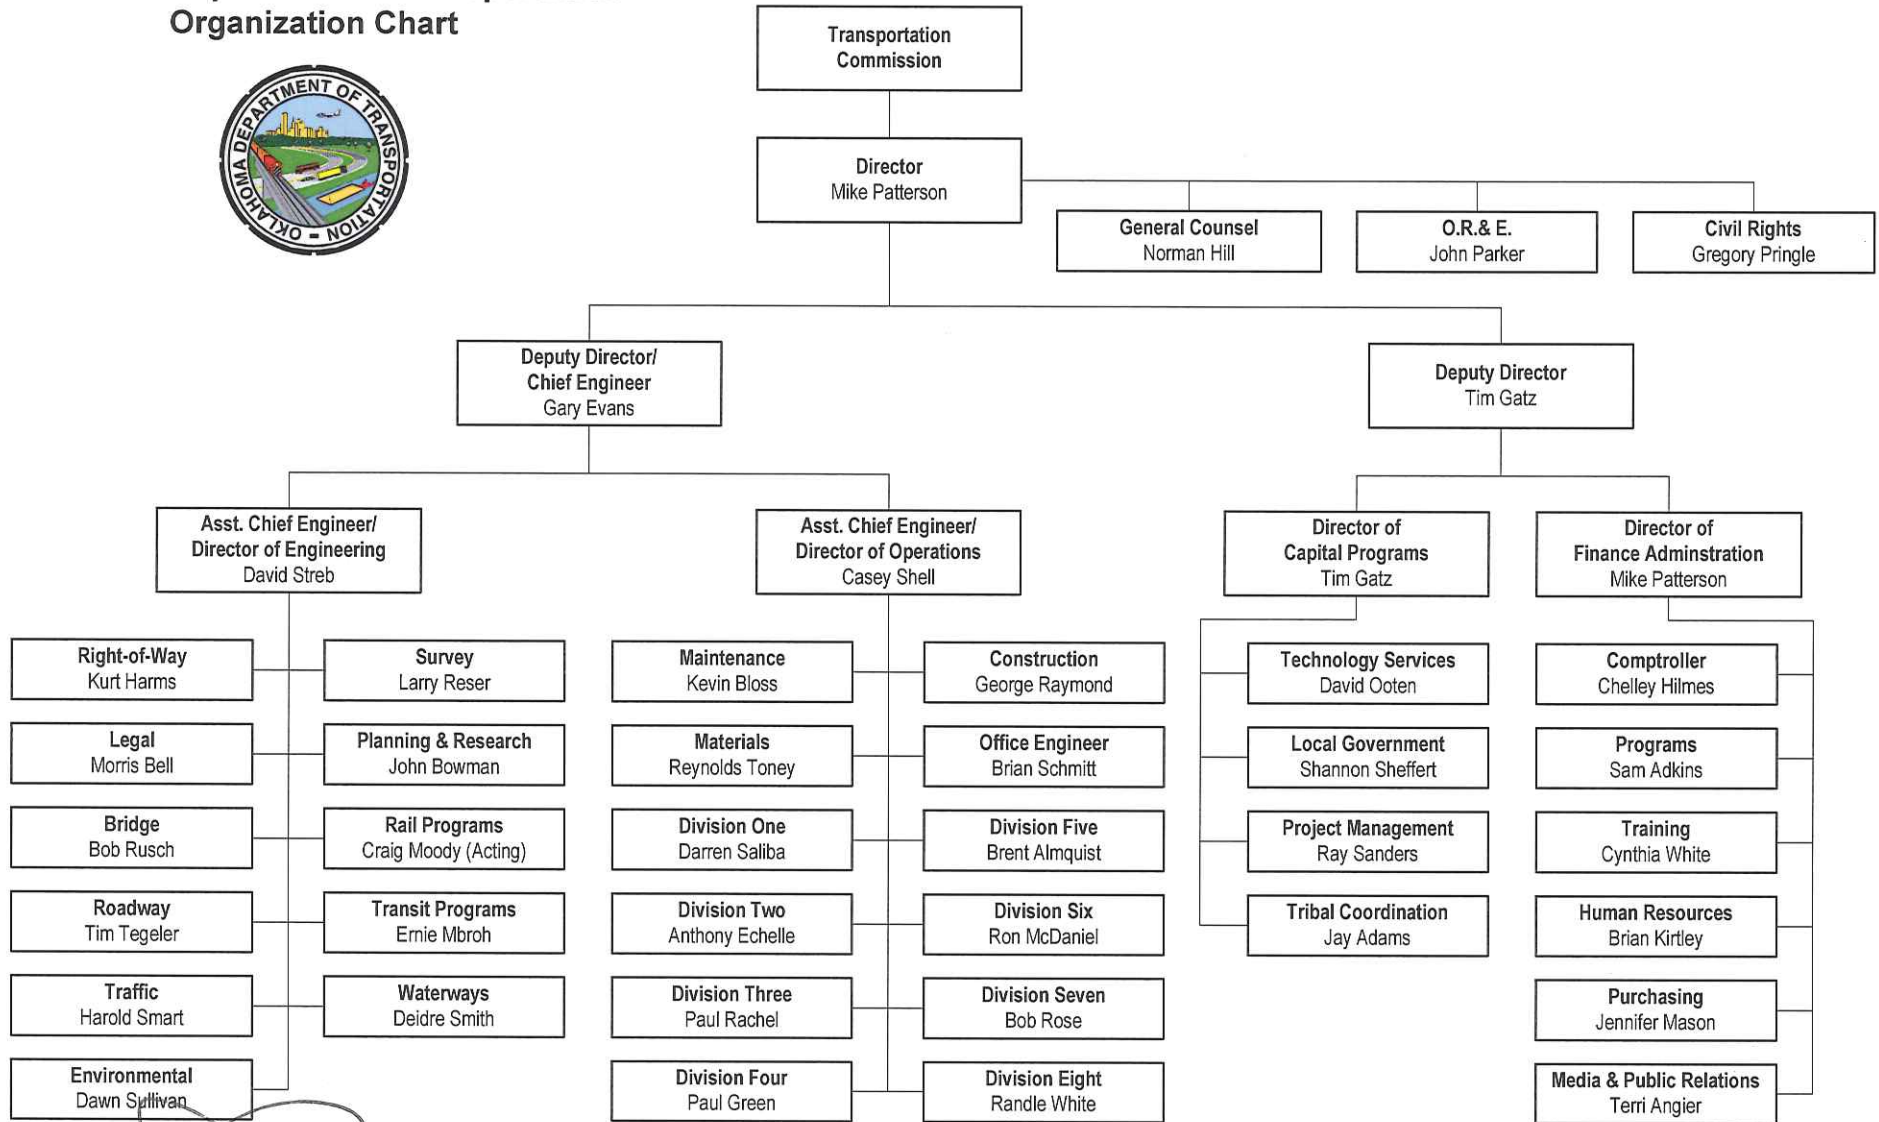 Organization Chart
OKLAHOMA DEPARTMENT OF TRANSPORTATION -
Transportation
Commission
Director
Mike Patterson
General Counsel
Norman Hill
O.R.& E.
John Parker
Civil Rights
Gregory Pringle
Deputy Director/
Chief Engineer
Gary Evans
Deputy Director
Tim Gatz
Asst. Chief Engineer/
Director of Engineering
David Streb
Asst. Chief Engineer/
Director of Operations
Casey Shell
Director of
Capital Programs
Tim Gatz
Director of
Finance Adminstration
Mike Patterson
Right-of-Way
Kurt Harms
Survey
Larry Reser
Legal
Morris Bell
Planning & Research
John Bowman
Bridge
Bob Rusch
Rail Programs
Craig Moody (Acting)
Roadway
Tim Tegeler
Transit Programs
Ernie Mbroh
Traffic
Harold Smart
Waterways
Deidre Smith
Environmental
Dawn Sullivan
Maintenance
Kevin Bloss
Construction
George Raymond
Materials
Reynolds Toney
Office Engineer
Brian Schmitt
Division One
Darren Saliba
Division Five
Brent Almquist
Division Two
Anthony Echelle
Division Six
Ron McDaniel
Division Three
Paul Rachel
Division Seven
Bob Rose
Division Four
Paul Green
Division Eight
Randle White
Technology Services
David Ooten
Local Government
Shannon Sheffert
Project Management
Ray Sanders
Tribal Coordination
Jay Adams
Comptroller
Chelley Hilmes
Programs
Sam Adkins
Training
Cynthia White
Human Resources
Brian Kirtley
Purchasing
Jennifer Mason
Media & Public Relations
Terri Angier